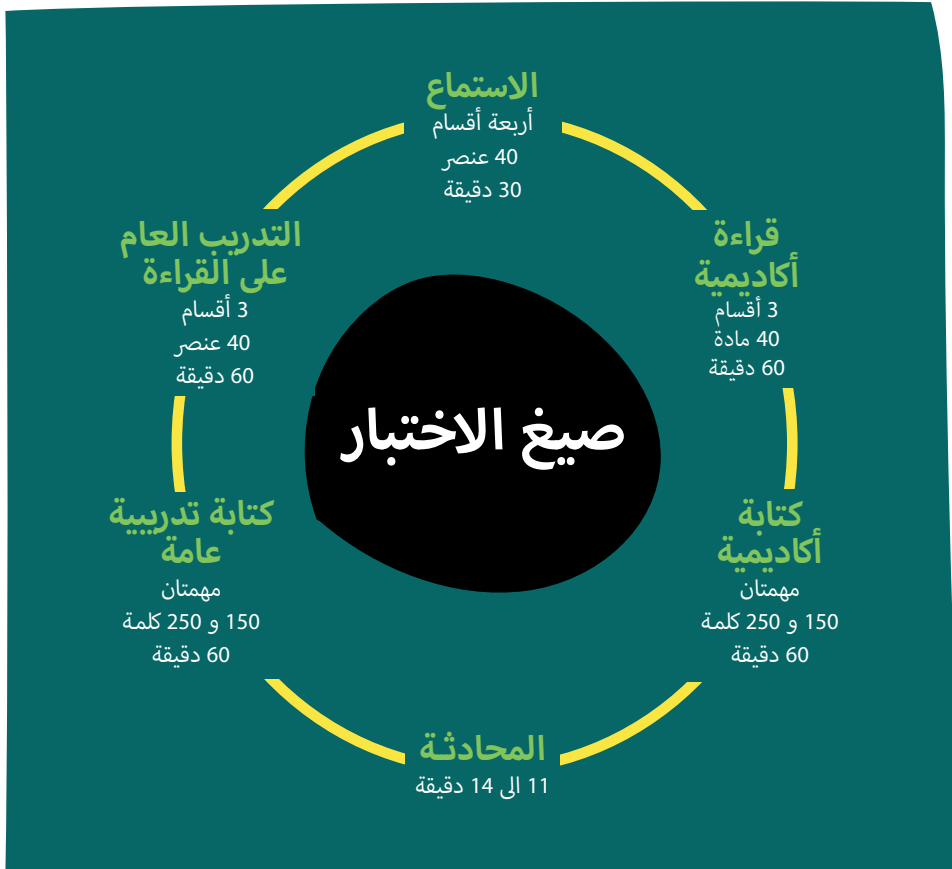 الاستماع
أربعة أقسام
40 عنصر
30 دقيقة
قراءة
أكاديمية
3 أقسام
40 مادة
60 دقيقة
التدريب العام
على القراءة
3 أقسام
40 عنصر
60 دقيقة
صيغ الاختبار
كتابة
أكاديمية
مهمتان
150 و 250 كلمة
60 دقيقة
كتابة تدريبية
عامة
مهمتان
150 و 250 كلمة
60 دقيقة
المحادثة
11 الى 14 دقيقة